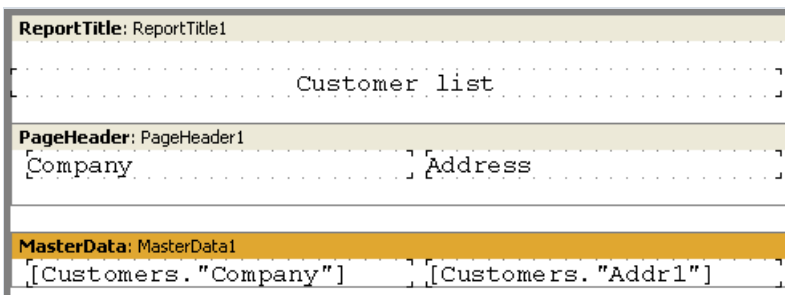 ReportTitle: ReportTitle1
Customer list
PageHeader: PageHeader1
Company Address
MasterData: MasterData1
[Customers."Company"] [Customers."Addr1"]